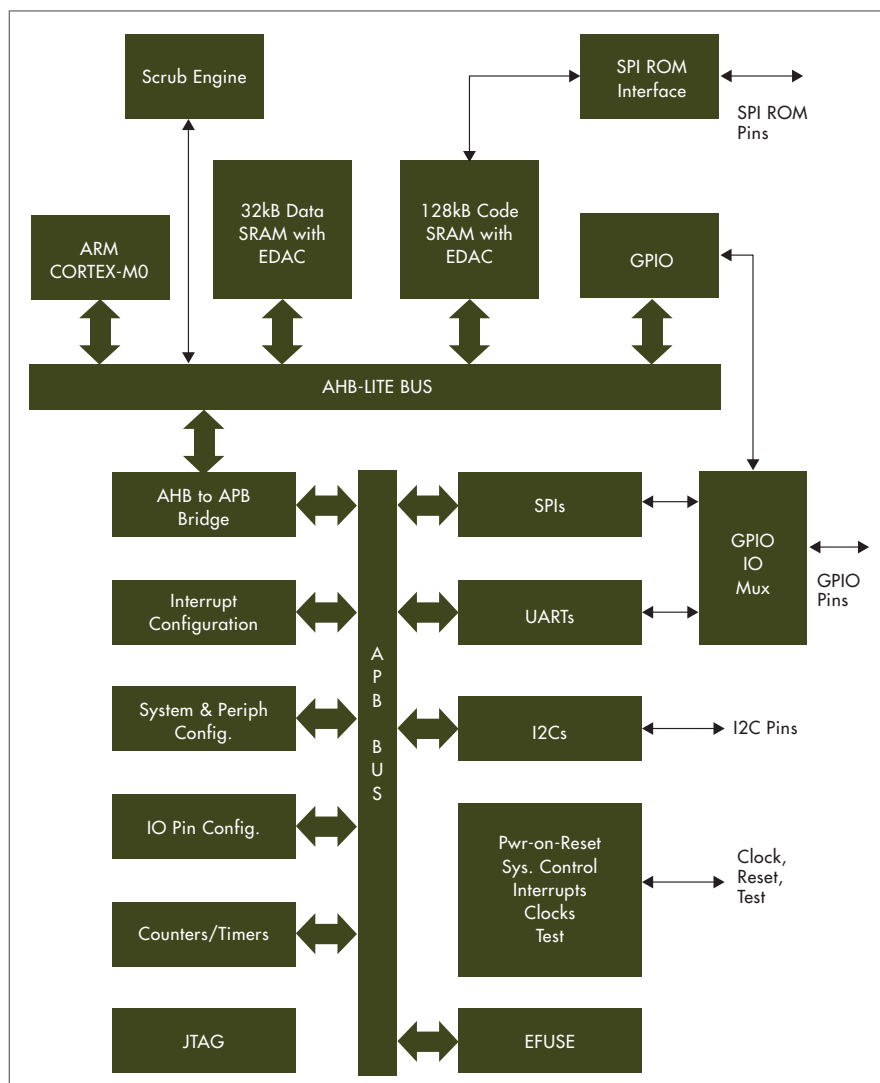 Scrub Engine
SPI ROM
Interface
SPI ROM
Pins
ARM
CORTEX-M0
32kB Data
SRAM with
EDAC
128kB Code
SRAM with
EDAC
GPIO
AHB-LITE BUS
AHB to APB
Bridge
SPIs
GPIO
IO
Mux
GPIO
Pins
Interrupt
Configuration
UARTs
APB BUS
System & Periph
Config.
I2Cs
I2C Pins
IO Pin Config.
Pwr-on-Reset
Sys. Control
Interrupts
Clocks
Test
Clock,
Reset,
Test
Counters/Timers
JTAG
EFUSE